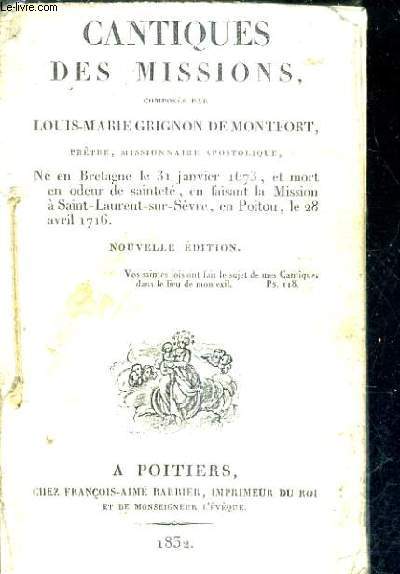 CANTIQUES
DES MISSIONS,
COMPOSÉS PAR
LOUIS-MARIE GRIGNON DE MONTFORT,
PRÊTRE, MISSIONNAIRE APOSTOLIQUE,
Né en Bretagne le 31 janvier 1673, et mort
en odeur de sainteté, en faisant la Mission
à Saint-Laurent-sur-Sèvre, en Poitou, le 28
avril 1716.
NOUVELLE ÉDITION.
Vos saintes lois ont fait le sujet de mes Cantiques
dans le lieu de mon exil. Ps. 118.
A POITIERS,
CHEZ FRANÇOIS-AIMÉ BARBIER, IMPRIMEUR DU ROI
ET DE MONSEIGNEUR L'ÉVÊQUE.
1832.